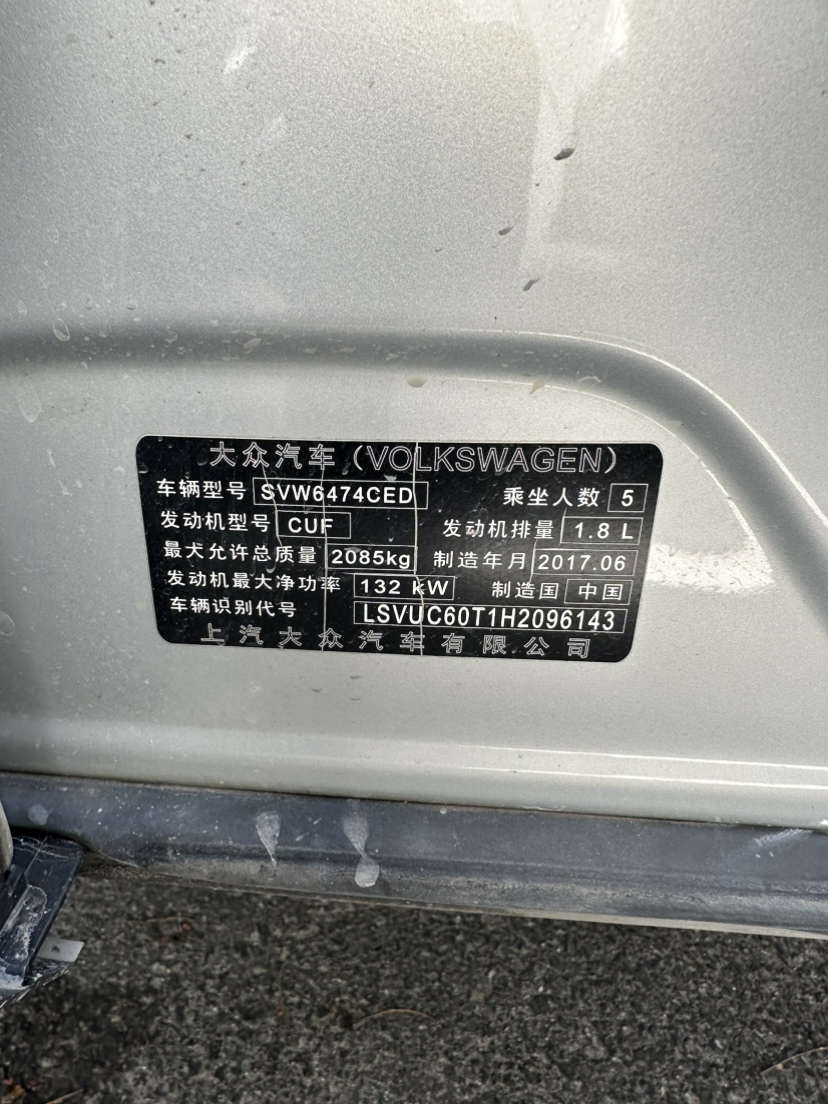 大众汽车（VOLKSWAGEN）
车辆型号 SVW6474CED 乘坐人数 5
发动机型号 CUF 发动机排量 1.8 L
最大允许总质量 2085kg 制造年月 2017.06
发动机最大净功率 132 kW 制造国 中国
车辆识别代号 LSVUC60T1H2096143
上汽大众汽车有限公司